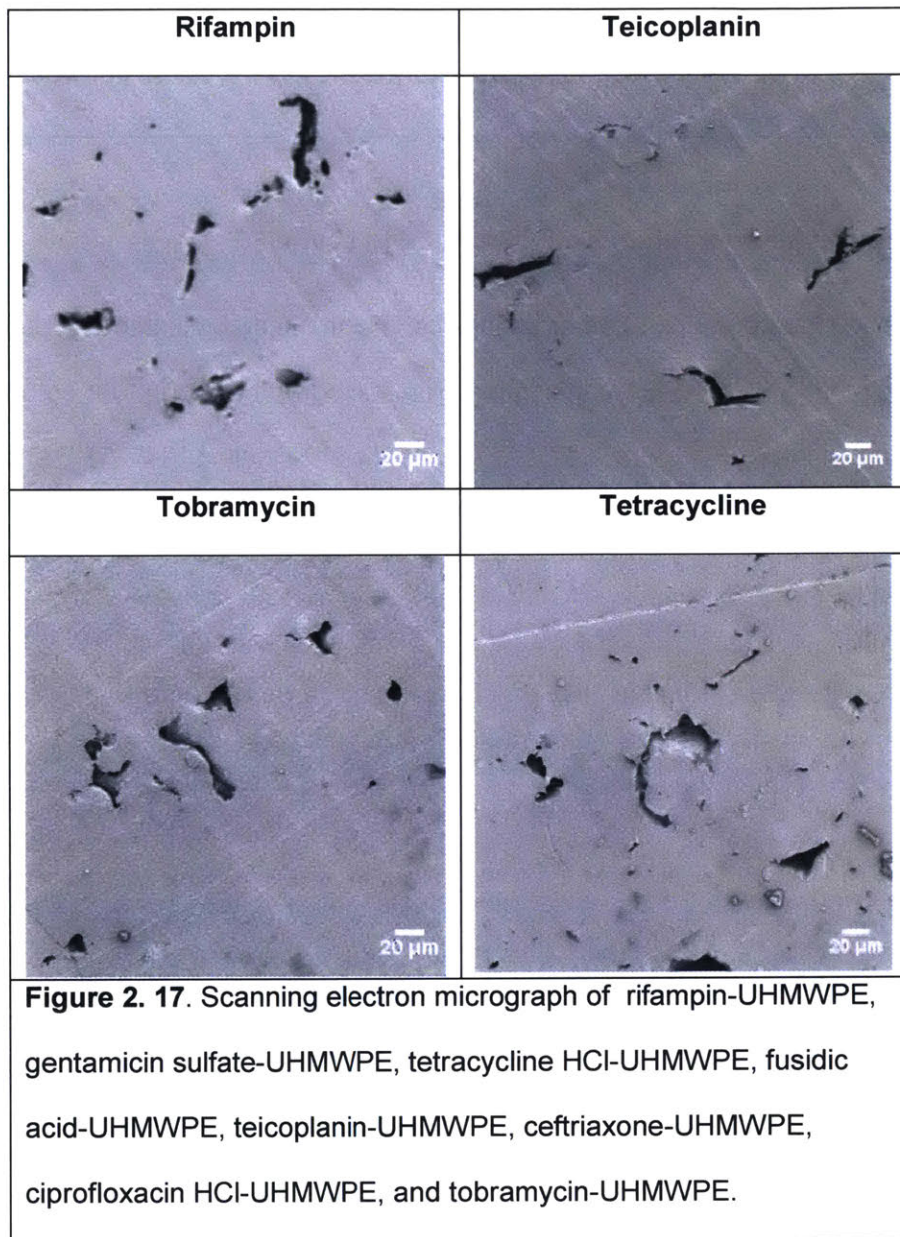 Rifampin
Teicoplanin
20 µm
20 µm
Tobramycin
Tetracycline
20 µm
20 µm
Figure 2. 17. Scanning electron micrograph of rifampin-UHMWPE,
gentamicin sulfate-UHMWPE, tetracycline HCl-UHMWPE, fusidic
acid-UHMWPE, teicoplanin-UHMWPE, ceftriaxone-UHMWPE,
ciprofloxacin HCl-UHMWPE, and tobramycin-UHMWPE.